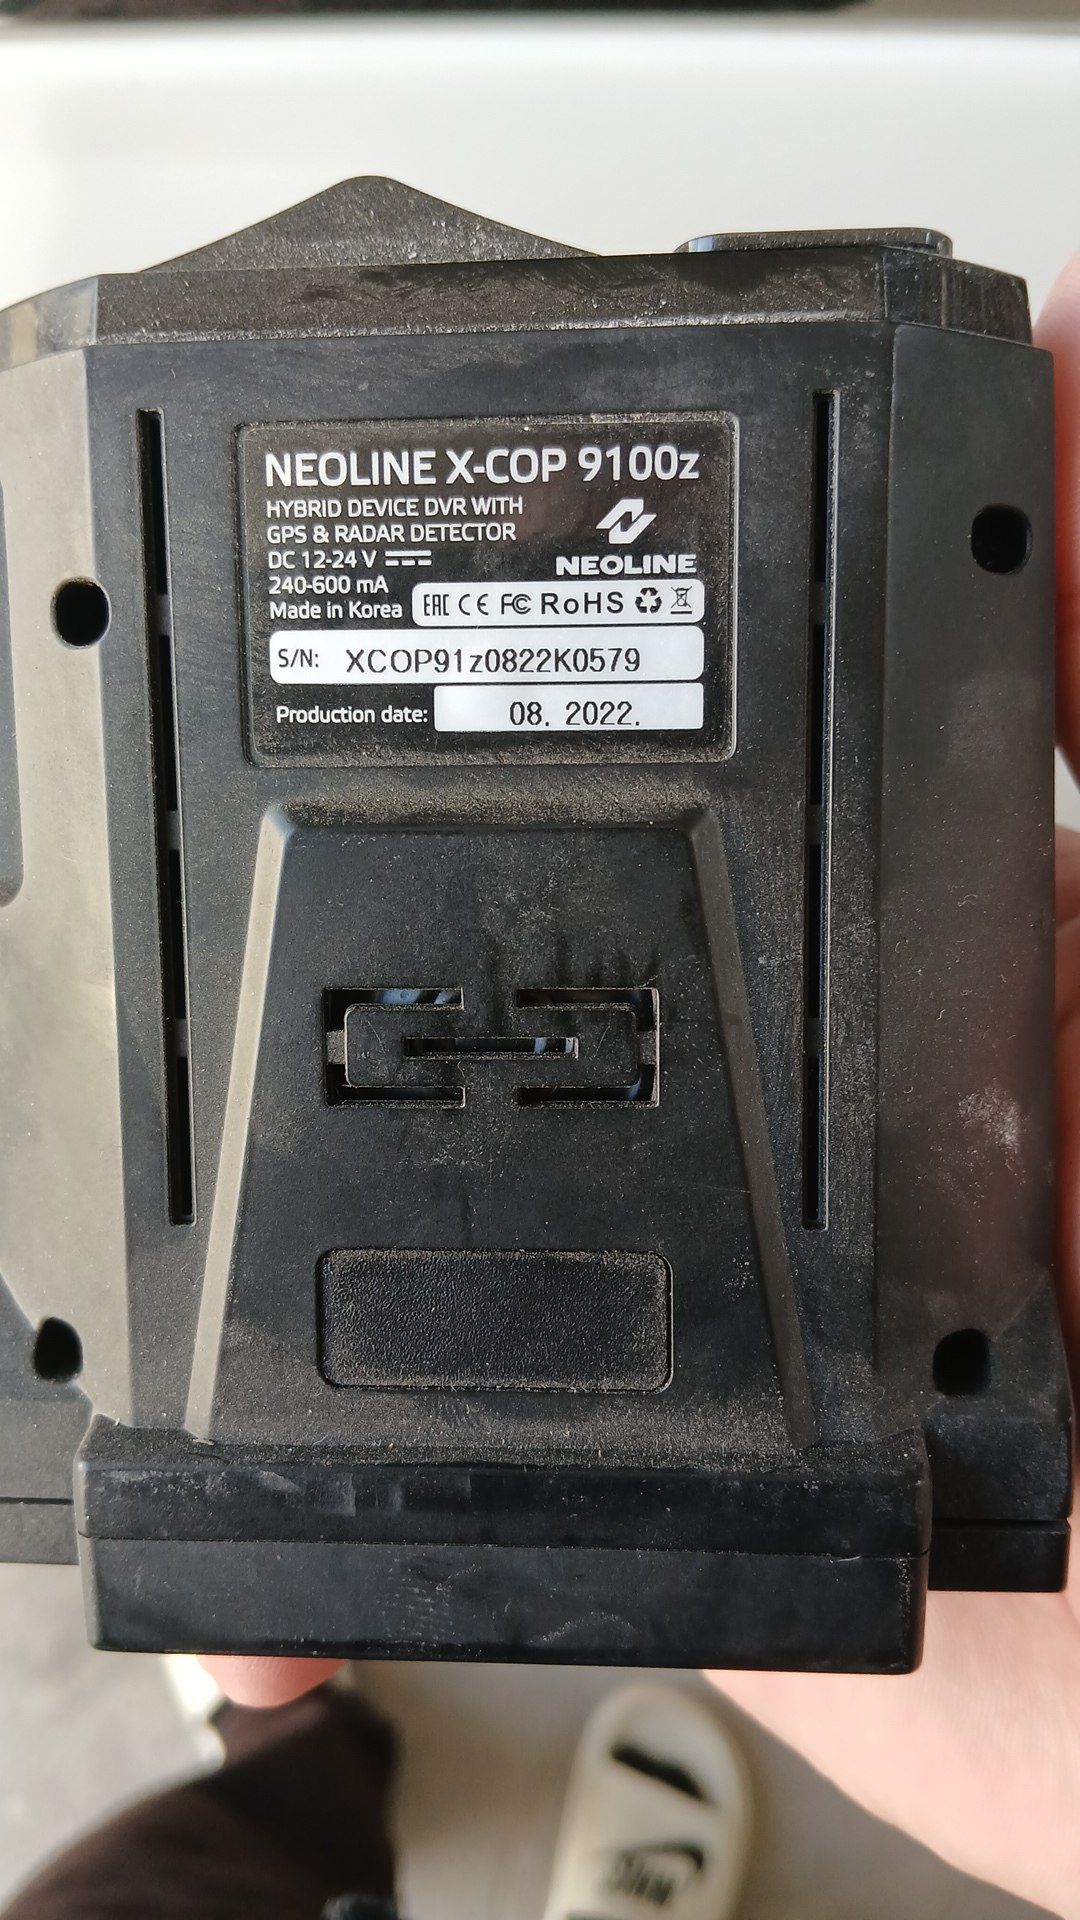 NEOLINE X-COP 9100z
HYBRID DEVICE DVR WITH
GPS & RADAR DETECTOR
DC 12-24 V
240-600 mA
Made in Korea
NEOLINE
EAC CE FC RoHS
S/N: XCOP91z0822K0579
Production date: 08. 2022.